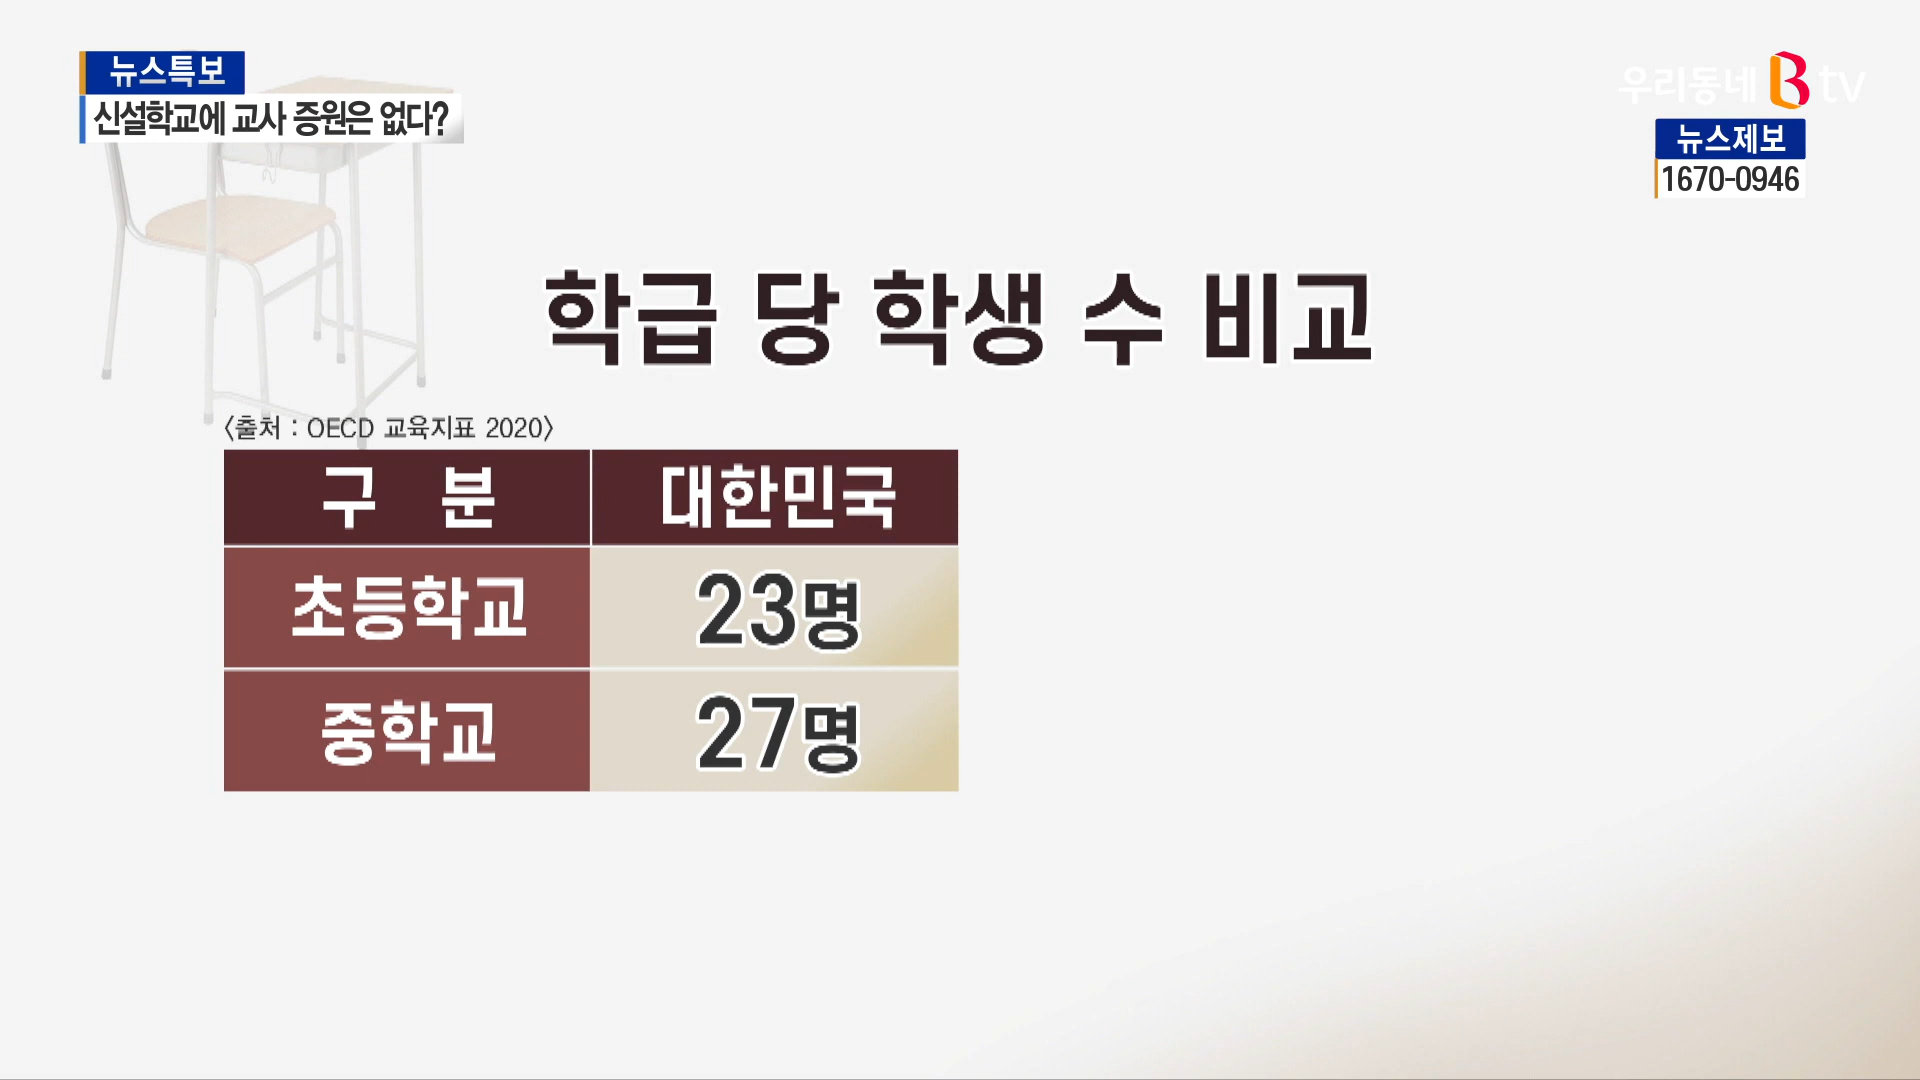 뉴스특보
신설학교에 교사 증원은 없다?
우리동네 B tv
뉴스제보
1670-0946
학급 당 학생 수 비교
〈출처 : OECD 교육지표 2020〉
구 분 대한민국
초등학교 23명
중학교 27명